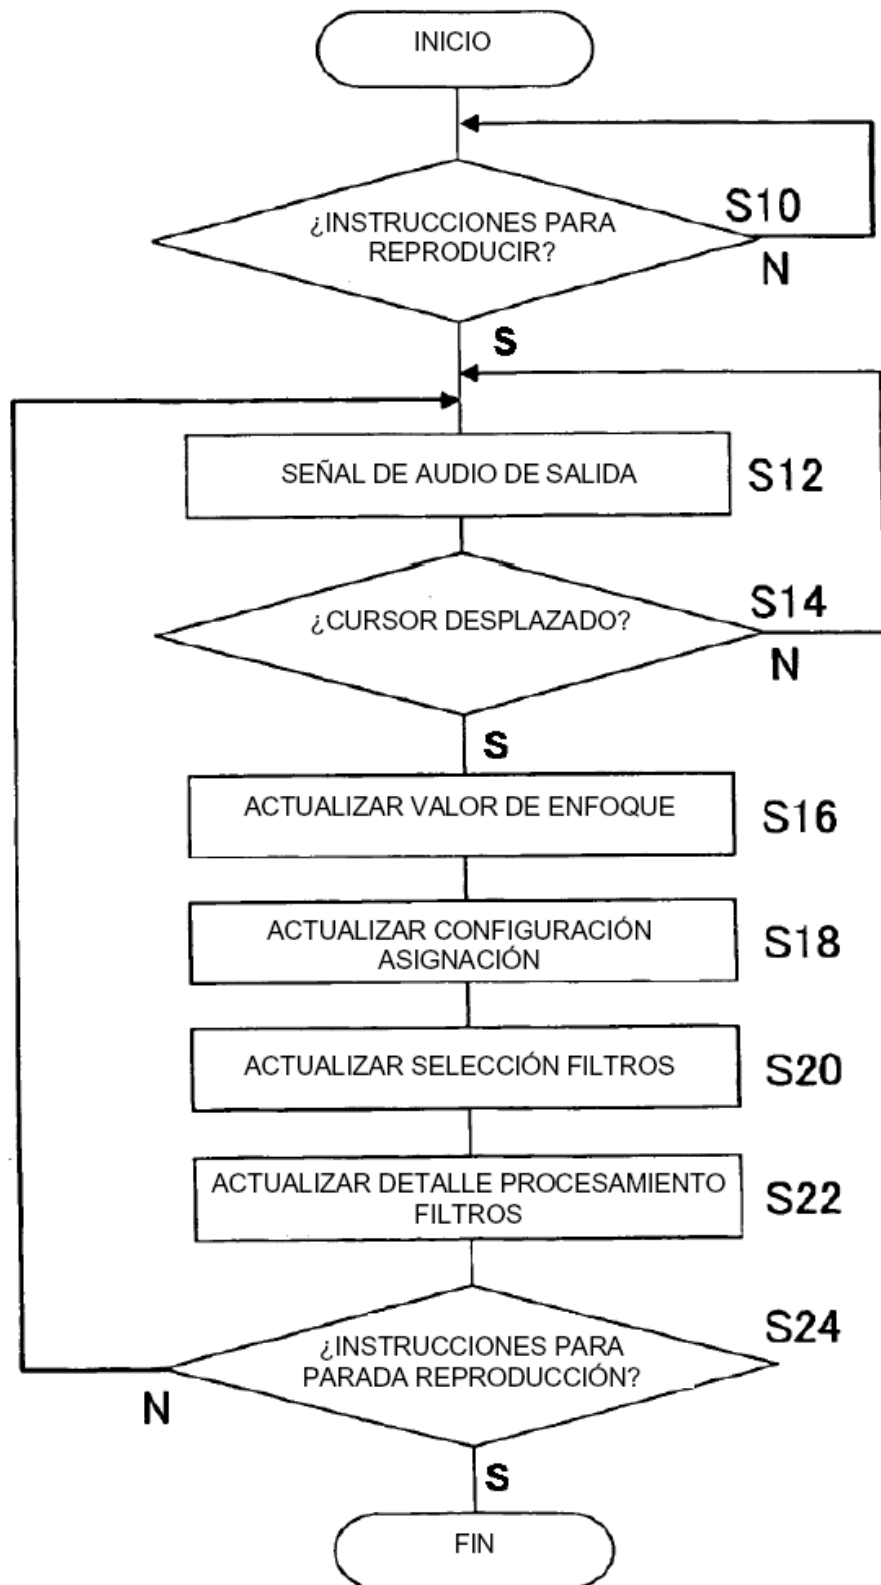 INICIO
¿INSTRUCCIONES PARA
REPRODUCIR?
S10
N
S
SEÑAL DE AUDIO DE SALIDA
S12
¿CURSOR DESPLAZADO?
S14
N
S
ACTUALIZAR VALOR DE ENFOQUE
S16
ACTUALIZAR CONFIGURACIÓN
ASIGNACIÓN
S18
ACTUALIZAR SELECCIÓN FILTROS
S20
ACTUALIZAR DETALLE PROCESAMIENTO
FILTROS
S22
¿INSTRUCCIONES PARA
PARADA REPRODUCCIÓN?
S24
N
S
FIN